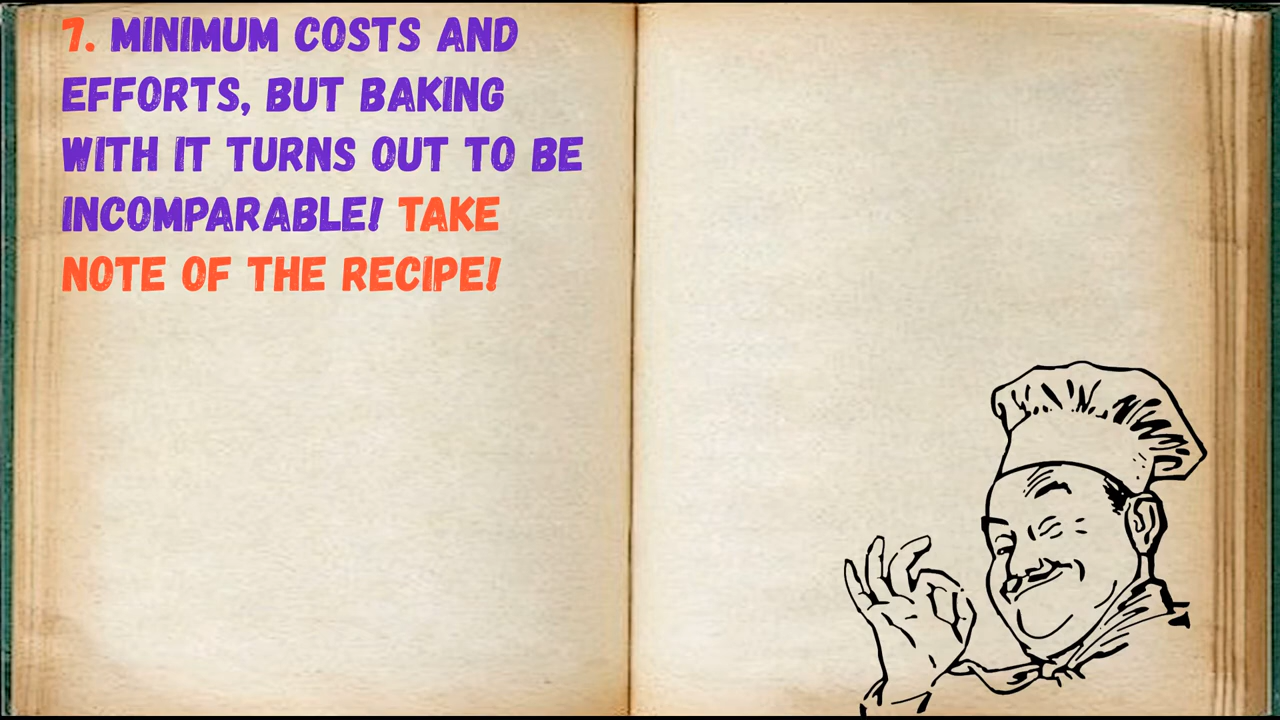 7. MINIMUM COSTS AND
EFFORTS, BUT BAKING
WITH IT TURNS OUT TO BE
INCOMPARABLE! TAKE
NOTE OF THE RECIPE!